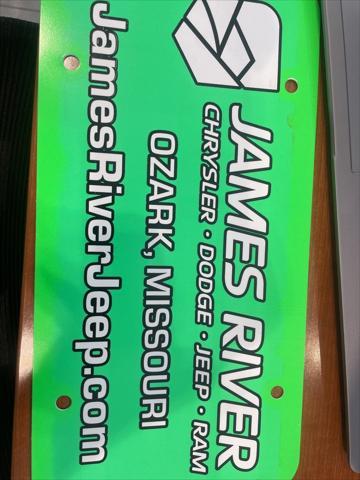 JAMES RIVER
CHRYSLER • DODGE • JEEP • RAM
OZARK, MISSOURI
JamesRiverJeep.com